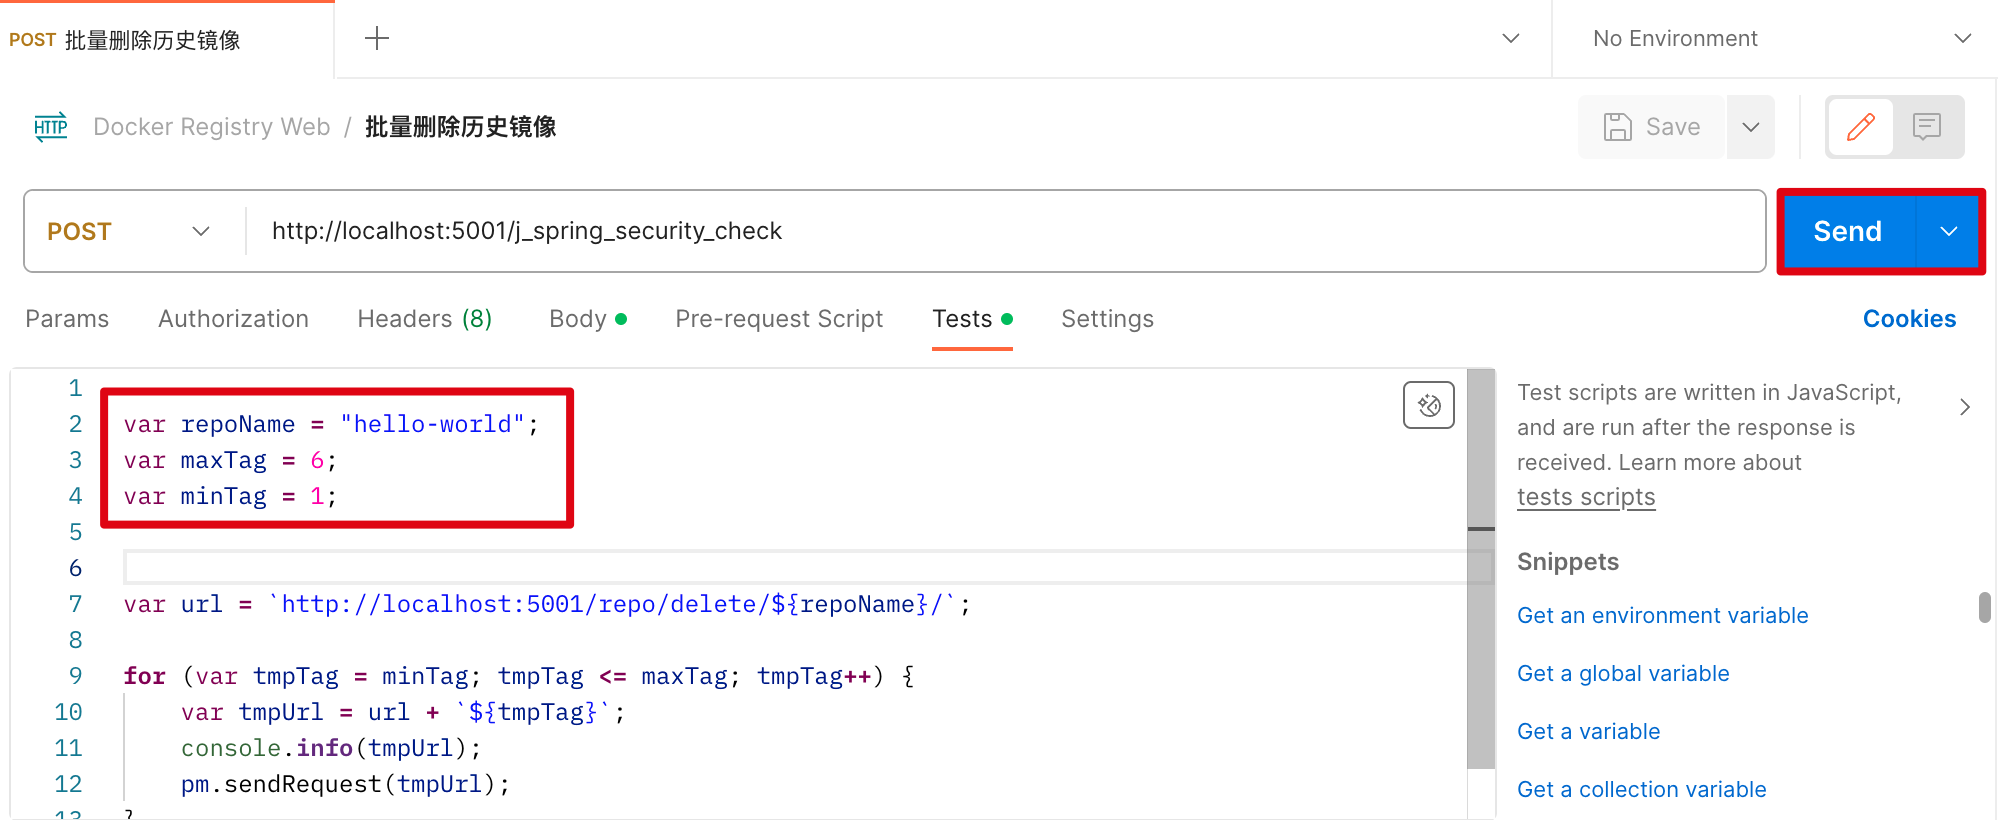 POST 批量删除历史镜像
No Environment
HTTP Docker Registry Web / 批量删除历史镜像
Save
POST http://localhost:5001/j_spring_security_check
Send
Params Authorization Headers (8) Body Pre-request Script Tests Settings
Cookies
1
2 var repoName = "hello-world";
3 var maxTag = 6;
4 var minTag = 1;
5
6
7 var url = `http://localhost:5001/repo/delete/${repoName}/`;
8
9 for (var tmpTag = minTag; tmpTag <= maxTag; tmpTag++) {
10 var tmpUrl = url + `${tmpTag}`;
11 console.info(tmpUrl);
12 pm.sendRequest(tmpUrl);
13 }
Test scripts are written in JavaScript,
and are run after the response is
received. Learn more about
tests scripts
Snippets
Get an environment variable
Get a global variable
Get a variable
Get a collection variable